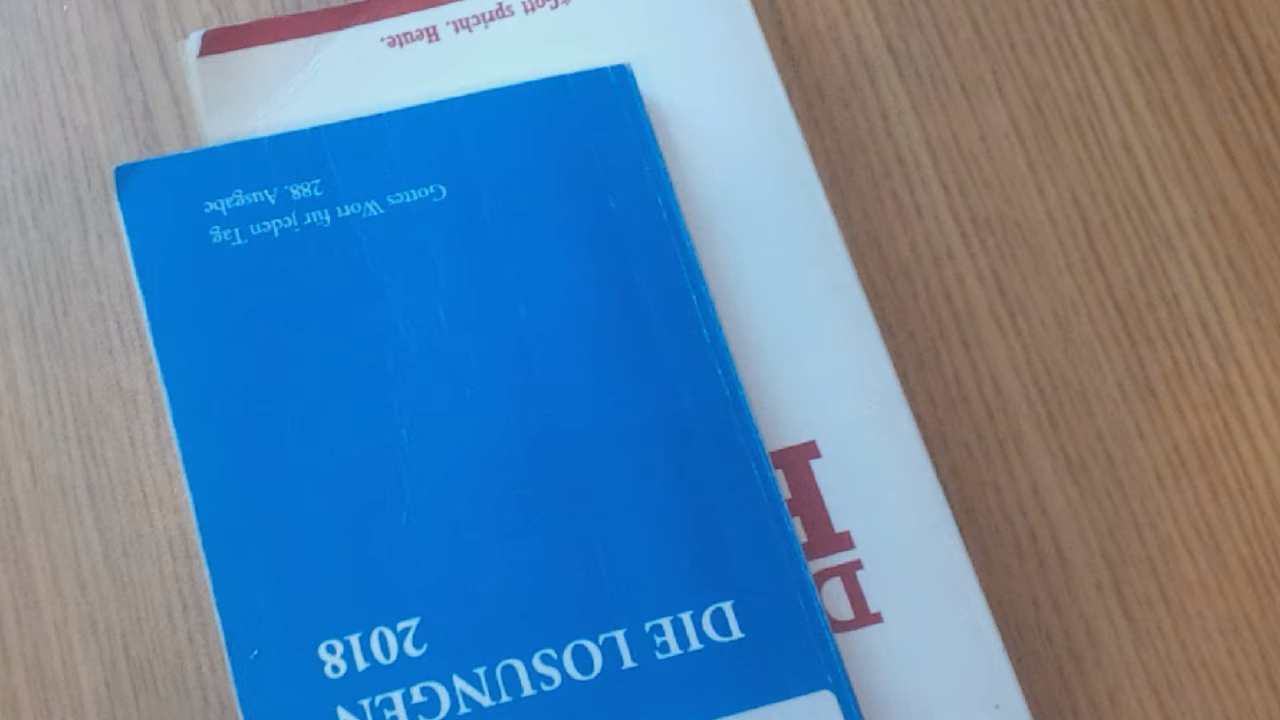 DIE LOSUNGEN
2018
Gottes Wort für jeden Tag
288. Ausgabe
D
H
Gott spricht. Heute.